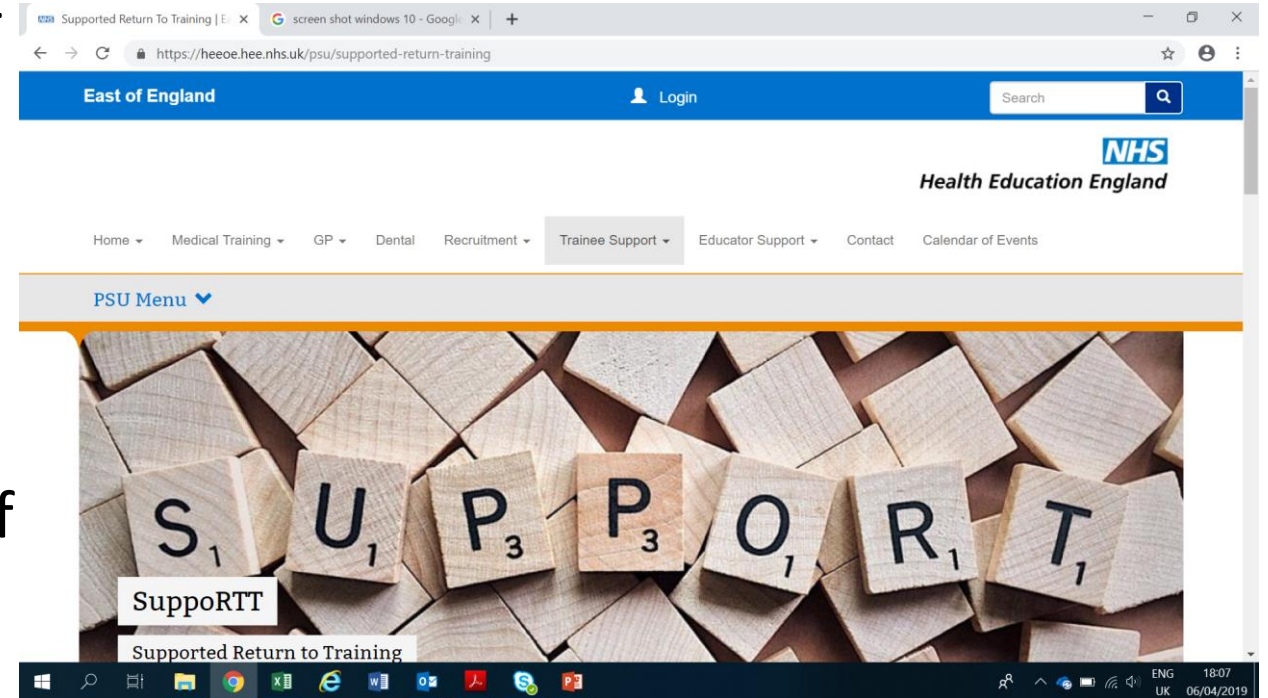 Supported Return To Training | E
screen shot windows 10 - Googl
https://heeoe.hee.nhs.uk/psu/supported-return-training
East of England
Login
Search
NHS
Health Education England
Home
Medical Training
GP
Dental
Recruitment
Trainee Support
Educator Support
Contact
Calendar of Events
PSU Menu
S1 U1 P3 P3 O1 R1 T1
f
SuppoRTT
Supported Return to Training
ENG
UK
18:07
06/04/2019